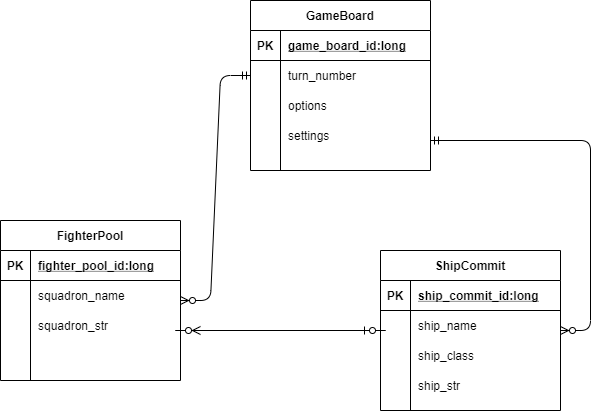 GameBoard
PK game_board_id:long
turn_number
options
settings
FighterPool
PK fighter_pool_id:long
squadron_name
squadron_str
ShipCommit
PK ship_commit_id:long
ship_name
ship_class
ship_str